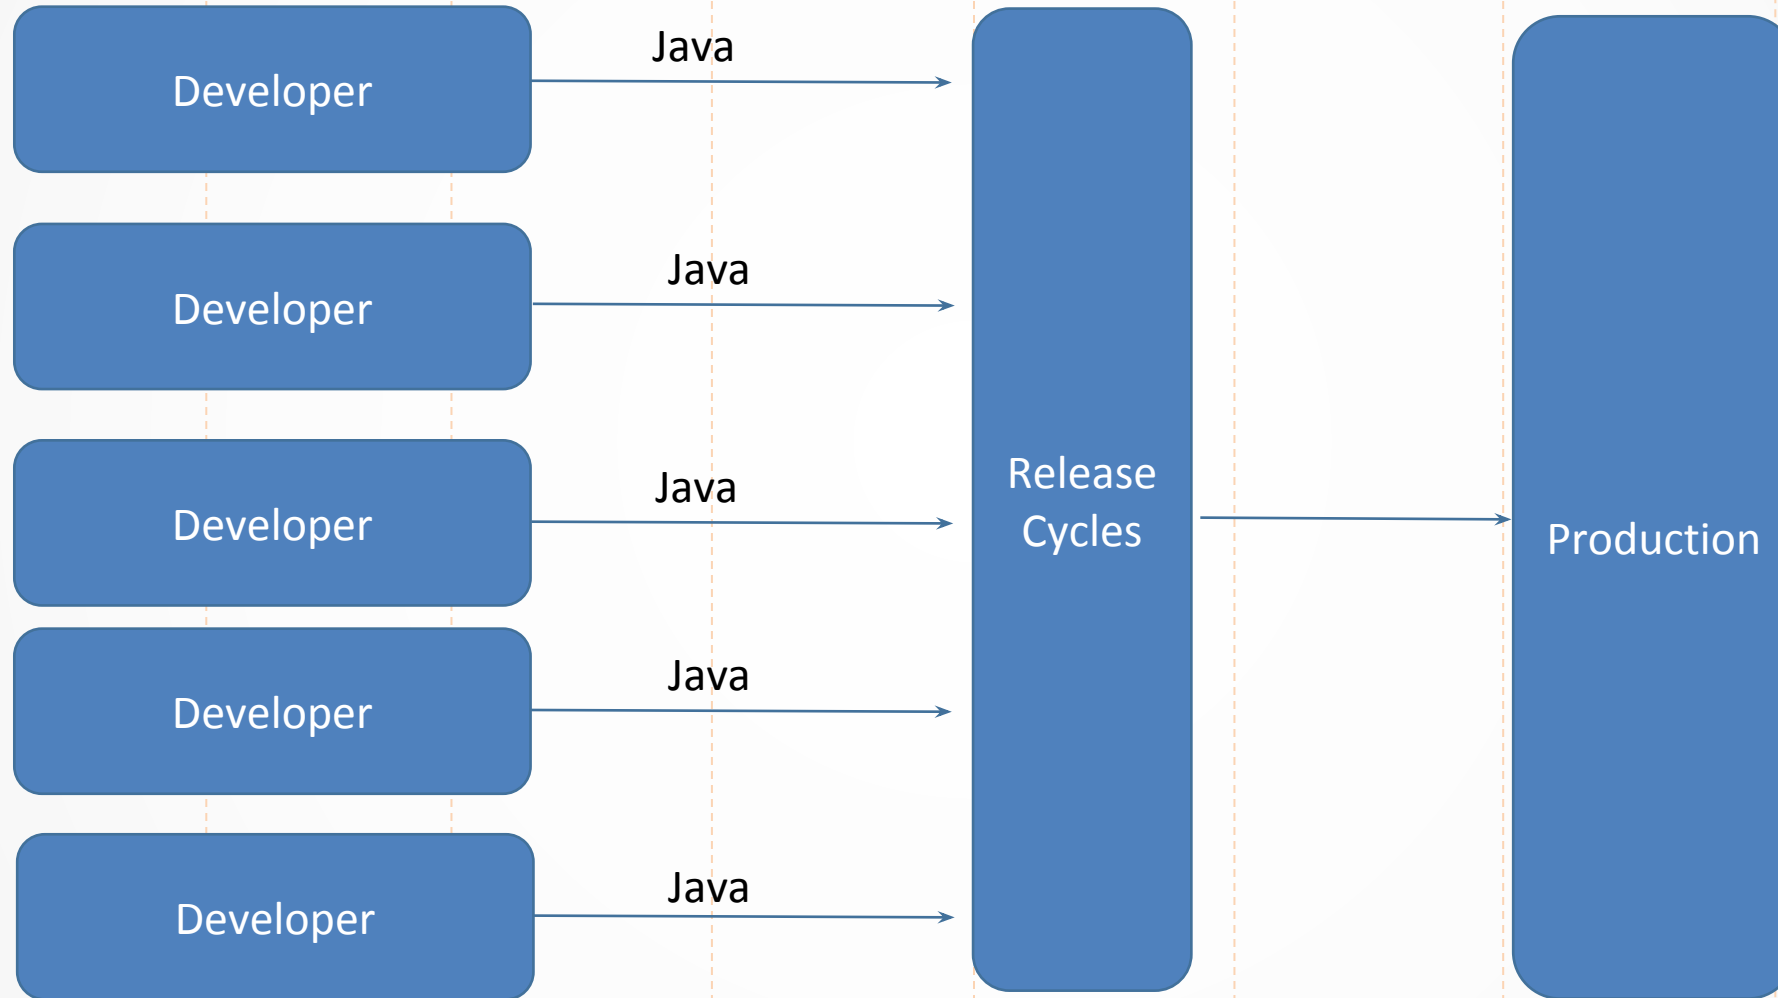 Developer
Java
Developer
Java
Developer
Java
Developer
Java
Developer
Java
Release
Cycles
Production